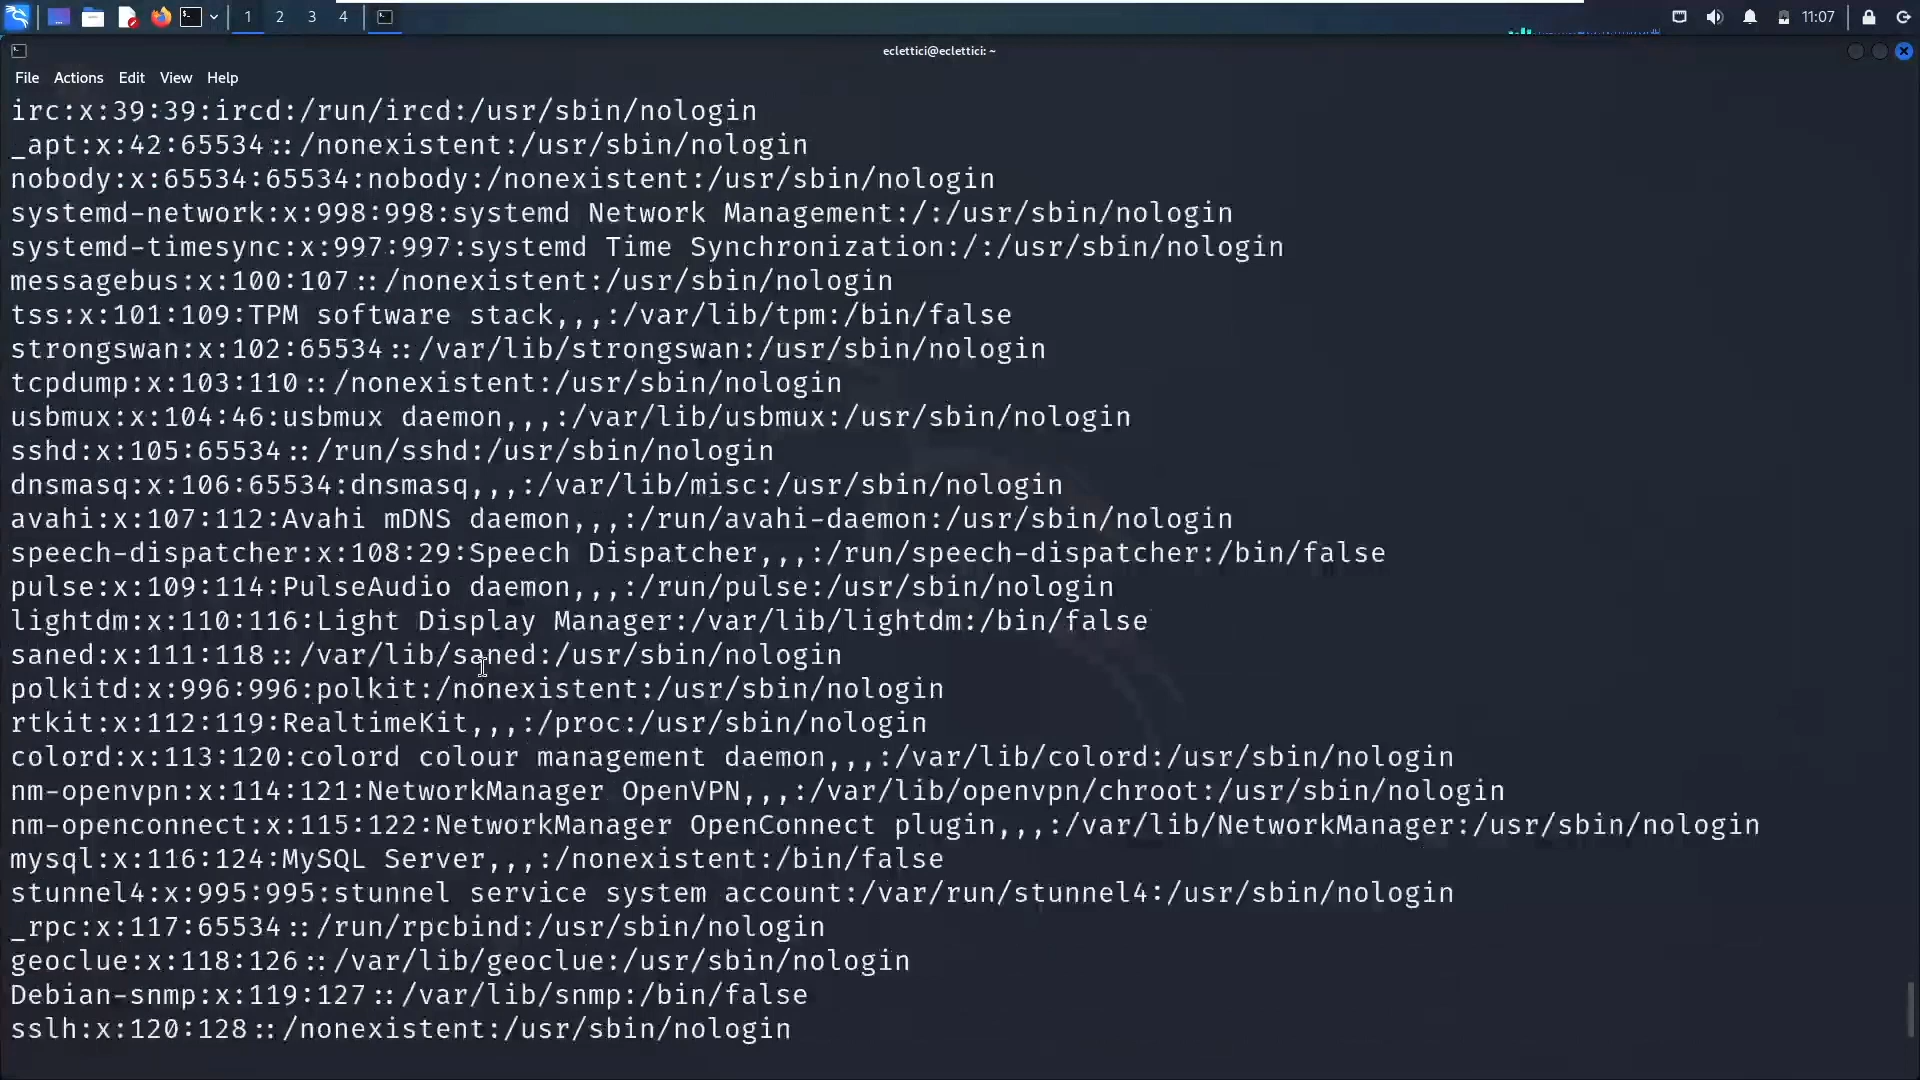 1 2 3 4
11:07
eclettici@eclettici: ~
File Actions Edit View Help
irc:x:39:39:ircd:/run/ircd:/usr/sbin/nologin
_apt:x:42:65534::/nonexistent:/usr/sbin/nologin
nobody:x:65534:65534:nobody:/nonexistent:/usr/sbin/nologin
systemd-network:x:998:998:systemd Network Management:/:/usr/sbin/nologin
systemd-timesync:x:997:997:systemd Time Synchronization:/:/usr/sbin/nologin
messagebus:x:100:107::/nonexistent:/usr/sbin/nologin
tss:x:101:109:TPM software stack,,,:/var/lib/tpm:/bin/false
strongswan:x:102:65534::/var/lib/strongswan:/usr/sbin/nologin
tcpdump:x:103:110::/nonexistent:/usr/sbin/nologin
usbmux:x:104:46:usbmux daemon,,,:/var/lib/usbmux:/usr/sbin/nologin
sshd:x:105:65534::/run/sshd:/usr/sbin/nologin
dnsmasq:x:106:65534:dnsmasq,,,:/var/lib/misc:/usr/sbin/nologin
avahi:x:107:112:Avahi mDNS daemon,,,:/run/avahi-daemon:/usr/sbin/nologin
speech-dispatcher:x:108:29:Speech Dispatcher,,,:/run/speech-dispatcher:/bin/false
pulse:x:109:114:PulseAudio daemon,,,:/run/pulse:/usr/sbin/nologin
lightdm:x:110:116:Light Display Manager:/var/lib/lightdm:/bin/false
saned:x:111:118::/var/lib/saned:/usr/sbin/nologin
polkitd:x:996:996:polkit:/nonexistent:/usr/sbin/nologin
rtkit:x:112:119:RealtimeKit,,,:/proc:/usr/sbin/nologin
colord:x:113:120:colord colour management daemon,,,:/var/lib/colord:/usr/sbin/nologin
nm-openvpn:x:114:121:NetworkManager OpenVPN,,,:/var/lib/openvpn/chroot:/usr/sbin/nologin
nm-openconnect:x:115:122:NetworkManager OpenConnect plugin,,,:/var/lib/NetworkManager:/usr/sbin/nologin
mysql:x:116:124:MySQL Server,,,:/nonexistent:/bin/false
stunnel4:x:995:995:stunnel service system account:/var/run/stunnel4:/usr/sbin/nologin
_rpc:x:117:65534::/run/rpcbind:/usr/sbin/nologin
geoclue:x:118:126::/var/lib/geoclue:/usr/sbin/nologin
Debian-snmp:x:119:127::/var/lib/snmp:/bin/false
sslh:x:120:128::/nonexistent:/usr/sbin/nologin